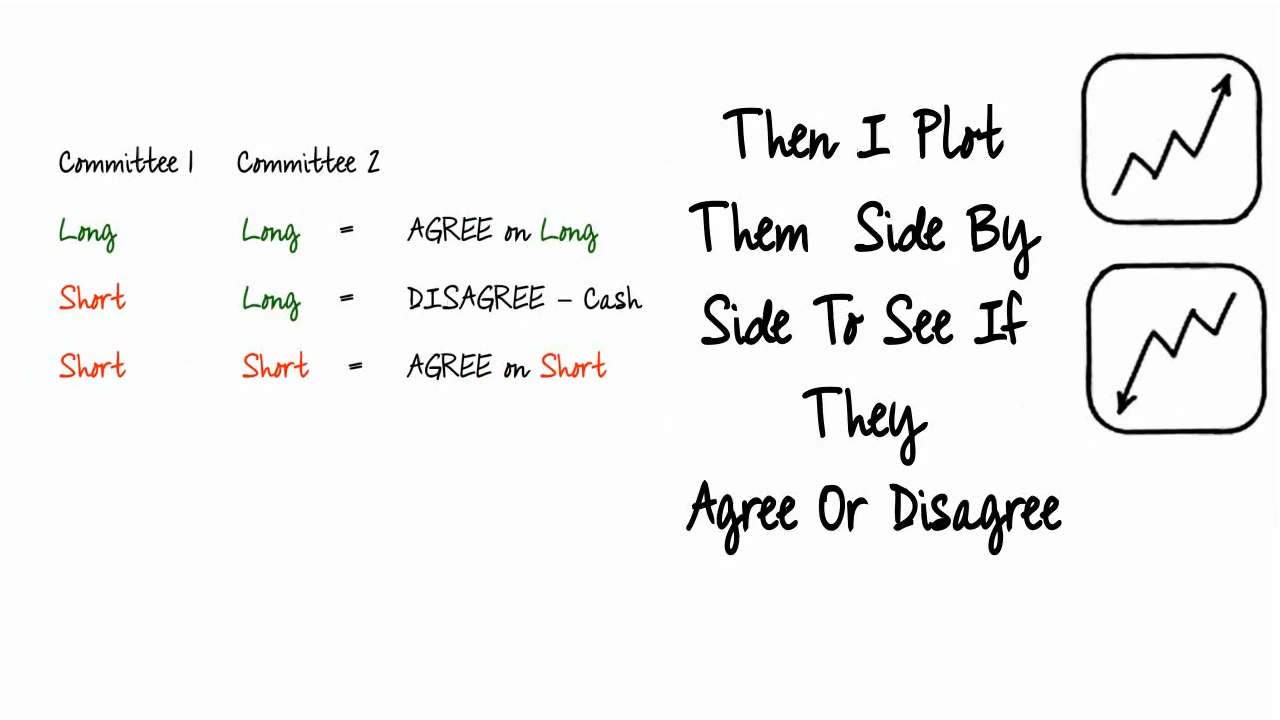 Committee 1 Committee 2
Long Long = AGREE on Long
Short Long = DISAGREE – Cash
Short Short = AGREE on Short
Then I Plot
Them Side By
Side To See If
They
Agree Or Disagree